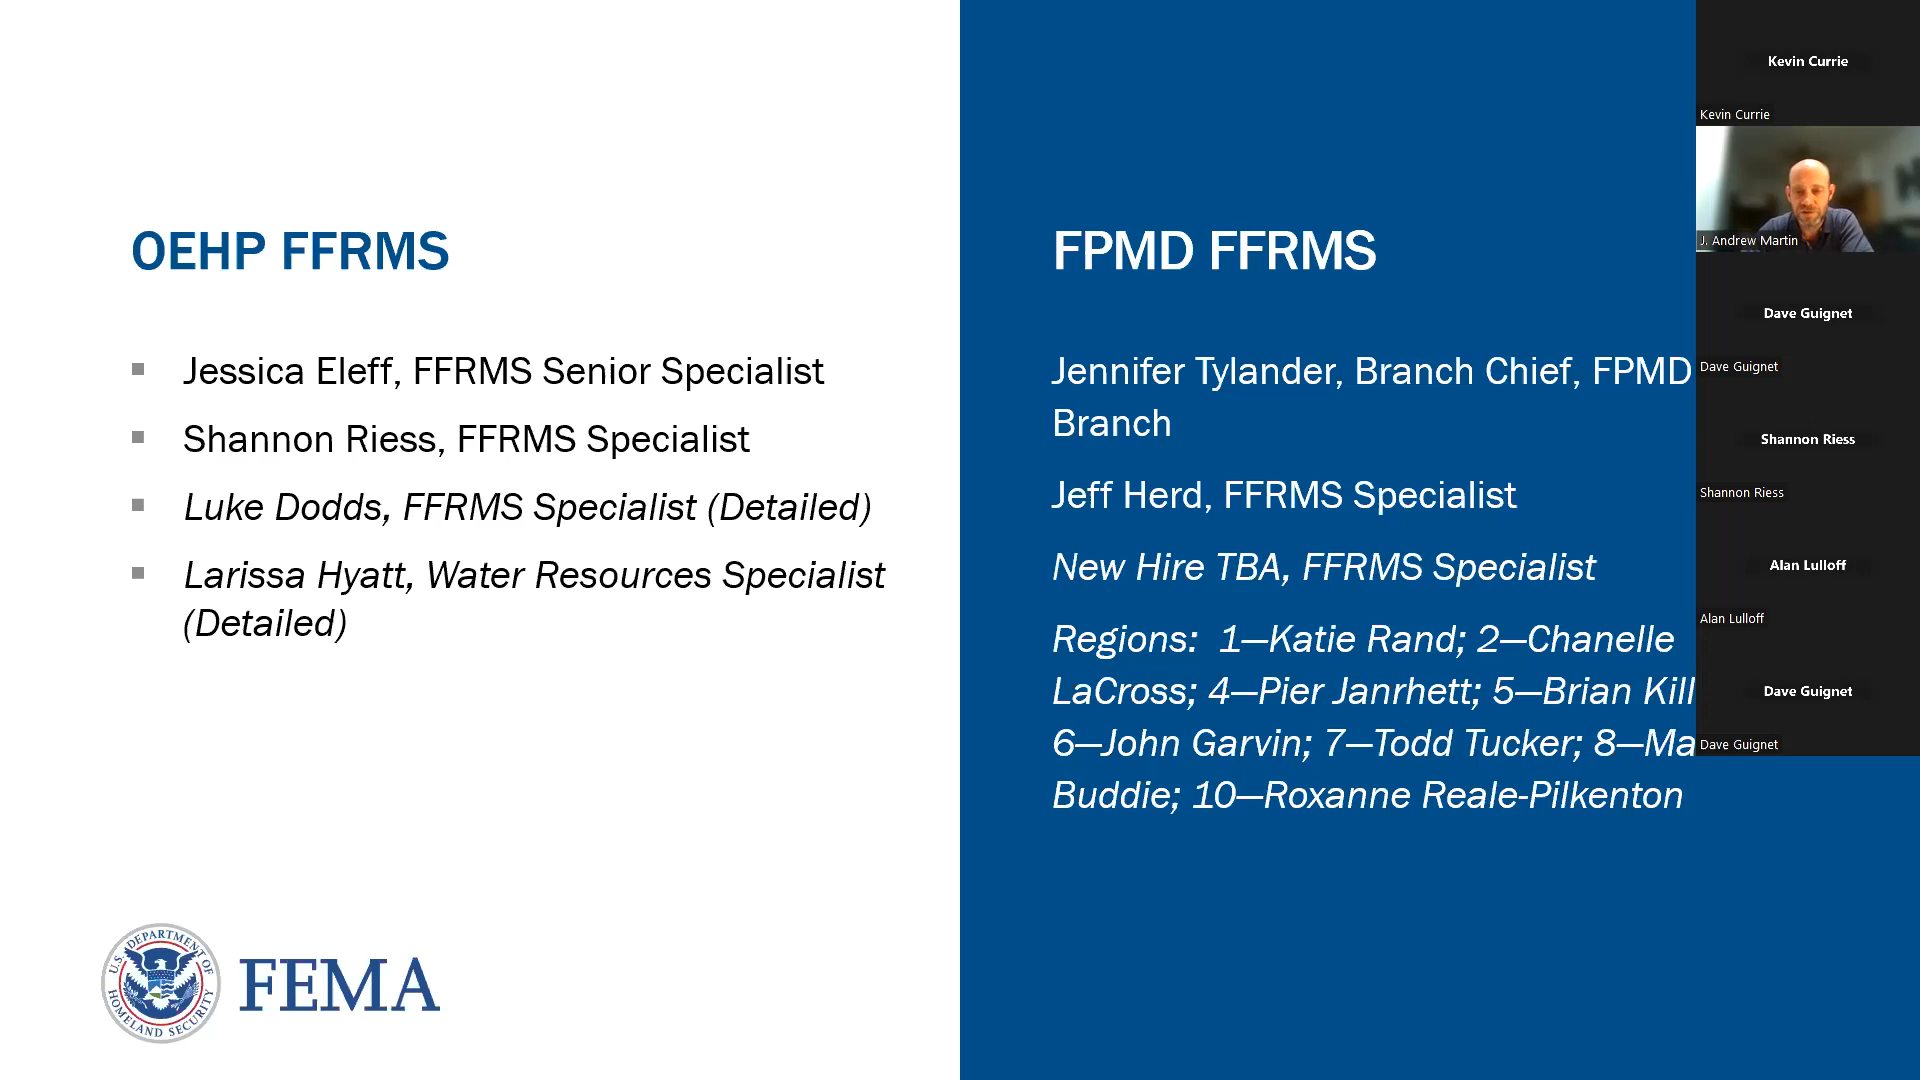 OEHP FFRMS
Jessica Eleff, FFRMS Senior Specialist
Shannon Riess, FFRMS Specialist
Luke Dodds, FFRMS Specialist (Detailed)
Larissa Hyatt, Water Resources Specialist
(Detailed)
U.S. DEPARTMENT OF
HOMELAND SECURITY
FEMA
FPMD FFRMS
Jennifer Tylander, Branch Chief, FPMD
Branch
Jeff Herd, FFRMS Specialist
New Hire TBA, FFRMS Specialist
Regions: 1—Katie Rand; 2—Chanelle
LaCross; 4—Pier Janrhett; 5—Brian
6—John Garvin; 7—Todd Tucker; 8—
Buddie; 10—Roxanne Reale-Pilkenton
Kevin Currie
Kevin Currie
J. Andrew Martin
Dave Guignet
Dave Guignet
Shannon Riess
Shannon Riess
Alan Lulloff
Alan Lulloff
Dave Guignet
Dave Guignet